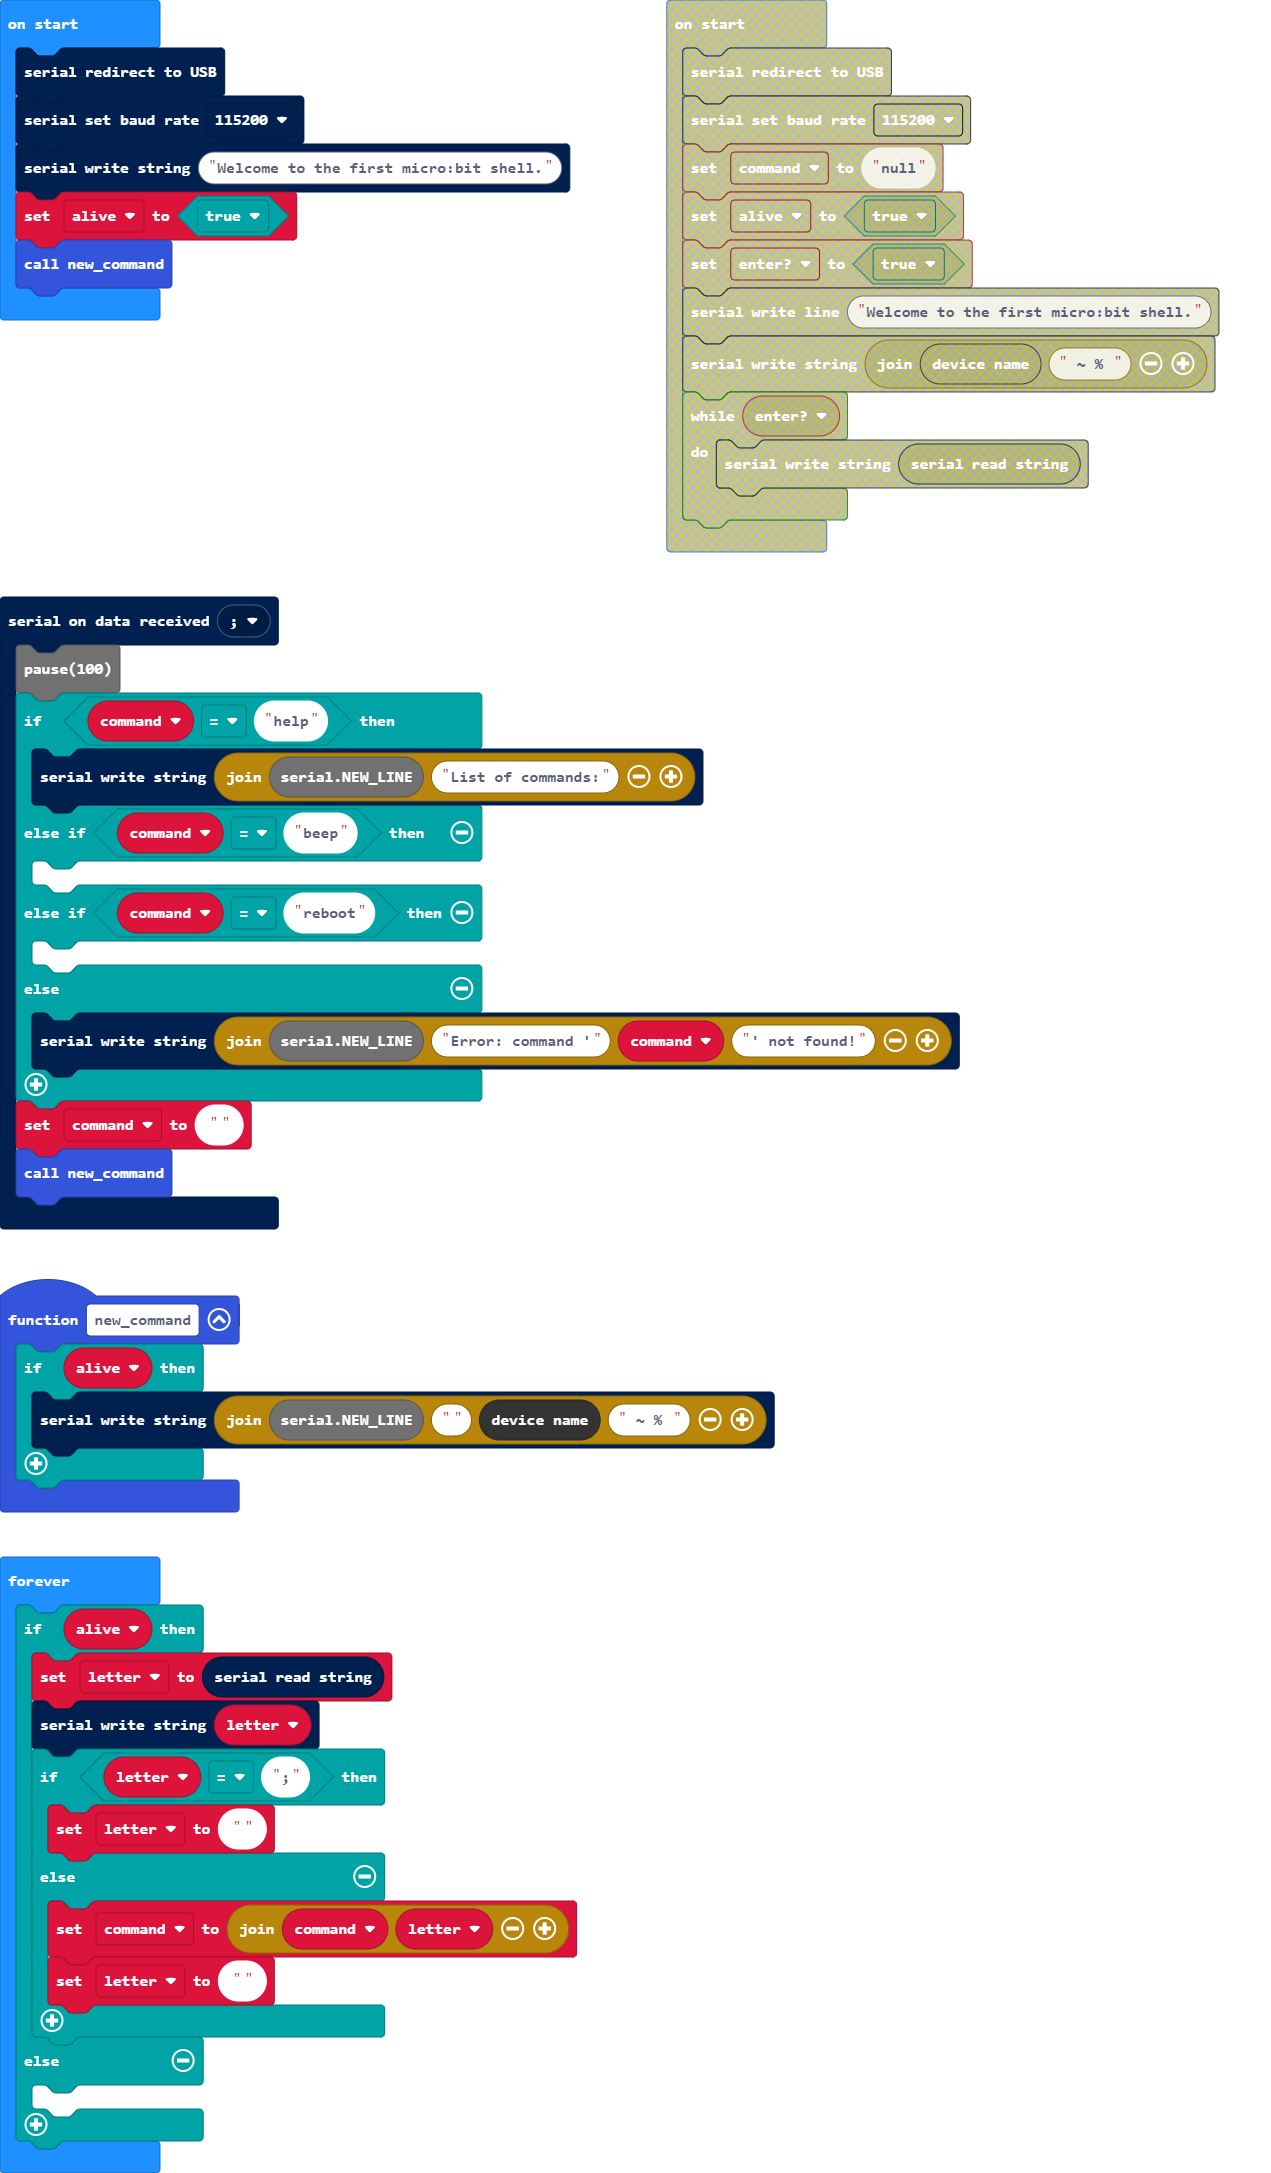 on start
serial redirect to USB
serial set baud rate 115200
serial write string "Welcome to the first micro:bit shell."
set alive to true
call new_command
on start
serial redirect to USB
serial set baud rate 115200
set command to "null"
set alive to true
set enter? to true
serial write line "Welcome to the first micro:bit shell."
serial write string join device name " ~ % "
while enter?
do serial write string serial read string
serial on data received ;
pause(100)
if command = "help" then
serial write string join serial.NEW_LINE "List of commands:"
else if command = "beep" then
else if command = "reboot" then
else
serial write string join serial.NEW_LINE "Error: command '" command "' not found!"
set command to ""
call new_command
function new_command
if alive then
serial write string join serial.NEW_LINE "" device name " ~ % "
forever
if alive then
set letter to serial read string
serial write string letter
if letter = ";" then
set letter to ""
else
set command to join command letter
set letter to ""
else